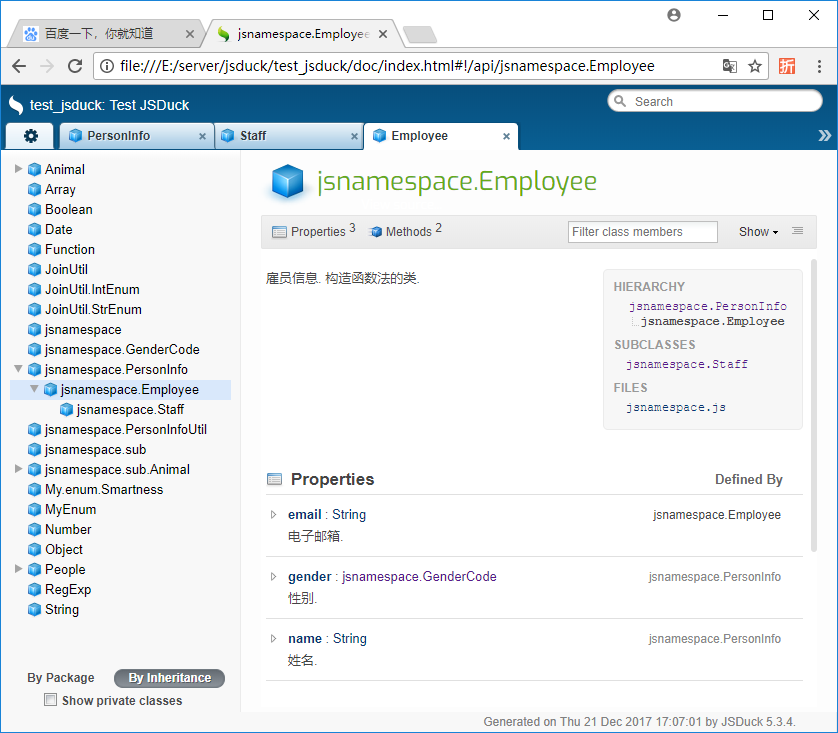 百度一下，你就知道
jsnamespace.Employee
file:///E:/server/jsduck/test_jsduck/doc/index.html#!/api/jsnamespace.Employee
折
test_jsduck: Test JSDuck
Search
PersonInfo
Staff
Employee
Animal
Array
Boolean
Date
Function
JoinUtil
JoinUtil.IntEnum
JoinUtil.StrEnum
jsnamespace
jsnamespace.GenderCode
jsnamespace.PersonInfo
jsnamespace.Employee
jsnamespace.Staff
jsnamespace.PersonInfoUtil
jsnamespace.sub
jsnamespace.sub.Animal
My.enum.Smartness
MyEnum
Number
Object
People
RegExp
String
By Package
By Inheritance
Show private classes
jsnamespace.Employee
Properties 3
Methods 2
Filter class members
Show
雇员信息. 构造函数法的类.
HIERARCHY
jsnamespace.PersonInfo
jsnamespace.Employee
SUBCLASSES
jsnamespace.Staff
FILES
jsnamespace.js
Properties
Defined By
email : String
jsnamespace.Employee
电子邮箱.
gender : jsnamespace.GenderCode
jsnamespace.PersonInfo
性别.
name : String
jsnamespace.PersonInfo
姓名.
Generated on Thu 21 Dec 2017 17:07:01 by JSDuck 5.3.4.